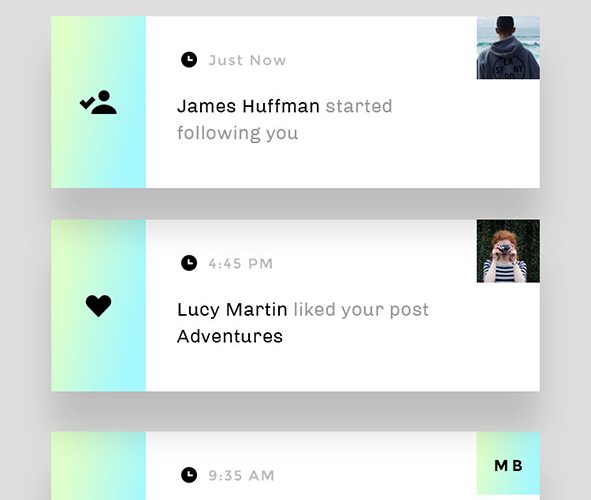 Just Now
James Huffman started
following you
4:45 PM
Lucy Martin liked your post
Adventures
9:35 AM
MB